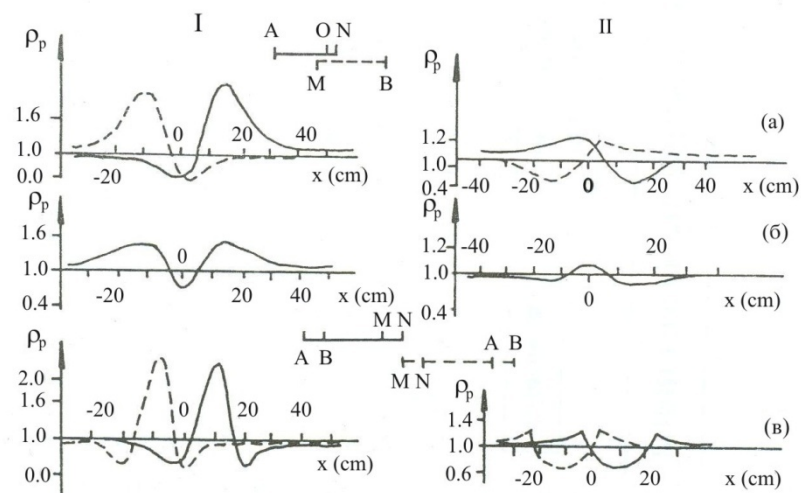 I
II
A O N
M B
ρp
1.6
1.0
0.0
-20 0 20 40
x (cm)
ρp
1.2
1.0
0.4
-40 -20 0 20 40
x (cm)
(а)
ρp
1.6
1.0
0.4
-20 0 20 40
x (cm)
ρp
1.2
1.0
0.4
-40 -20 0 20
x (cm)
(б)
M N
A B
A B
M N
ρp
2.0
1.6
1.0
0.0
-20 0 20 40
x (cm)
ρp
1.4
1.0
0.6
-20 0 20
x (cm)
(в)